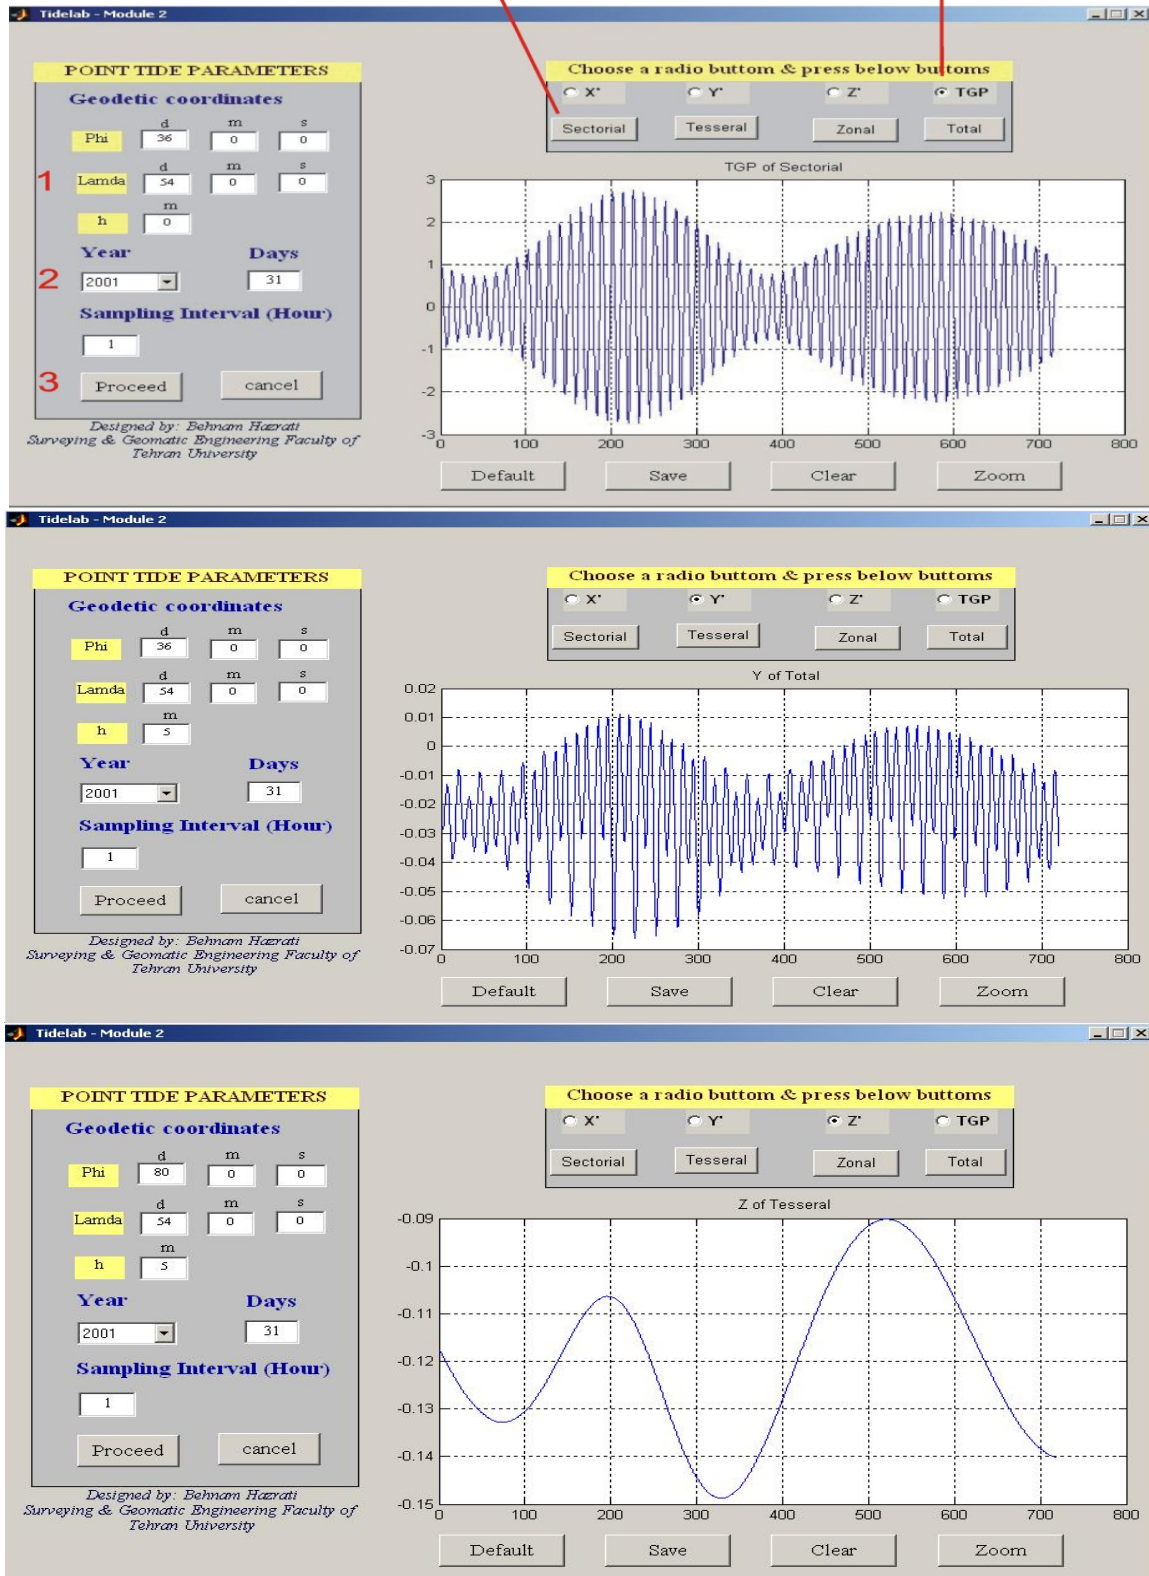 Tidelab - Module 2
POINT TIDE PARAMETERS
Geodetic coordinates
d m s
Phi 36 0 0
d m s
1 Lamda 54 0 0
m
h 0
Year Days
2 2001 31
Sampling Interval (Hour)
1
3 Proceed cancel
Designed by: Behnam Hazrati
Surveying & Geomatic Engineering Faculty of
Tehran University
Choose a radio buttom & press below buttoms
X' Y' Z' TGP
Sectorial Tesseral Zonal Total
TGP of Sectorial
3
2
1
0
-1
-2
-3
0 100 200 300 400 500 600 700 800
Default Save Clear Zoom
Tidelab - Module 2
POINT TIDE PARAMETERS
Geodetic coordinates
d m s
Phi 36 0 0
d m s
Lamda 54 0 0
m
h 5
Year Days
2001 31
Sampling Interval (Hour)
1
Proceed cancel
Designed by: Behnam Hazrati
Surveying & Geomatic Engineering Faculty of
Tehran University
Choose a radio buttom & press below buttoms
X' Y' Z' TGP
Sectorial Tesseral Zonal Total
Y of Total
0.02
0.01
0
-0.01
-0.02
-0.03
-0.04
-0.05
-0.06
-0.07
0 100 200 300 400 500 600 700 800
Default Save Clear Zoom
Tidelab - Module 2
POINT TIDE PARAMETERS
Geodetic coordinates
d m s
Phi 80 0 0
d m s
Lamda 54 0 0
m
h 5
Year Days
2001 31
Sampling Interval (Hour)
1
Proceed cancel
Designed by: Behnam Hazrati
Surveying & Geomatic Engineering Faculty of
Tehran University
Choose a radio buttom & press below buttoms
X' Y' Z' TGP
Sectorial Tesseral Zonal Total
Z of Tesseral
-0.09
-0.1
-0.11
-0.12
-0.13
-0.14
-0.15
0 100 200 300 400 500 600 700 800
Default Save Clear Zoom